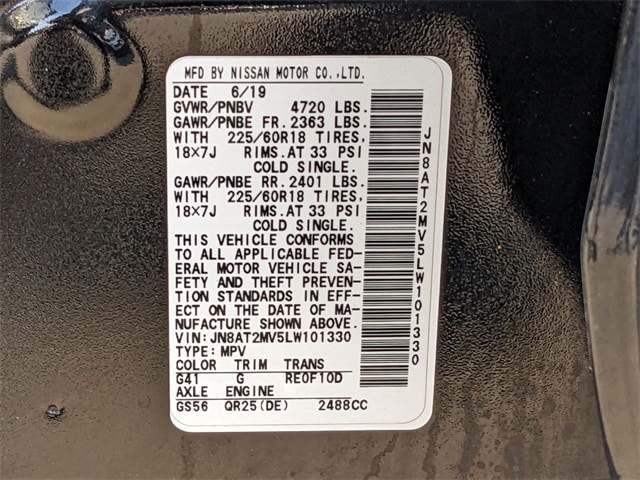 MFD BY NISSAN MOTOR CO.,LTD.
DATE 6/19
GVWR/PNBV 4720 LBS.
GAWR/PNBE FR. 2363 LBS.
WITH 225/60R18 TIRES,
18×7J RIMS. AT 33 PSI
COLD SINGLE.
GAWR/PNBE RR. 2401 LBS.
WITH 225/60R18 TIRES,
18×7J RIMS. AT 33 PSI
COLD SINGLE.
THIS VEHICLE CONFORMS
TO ALL APPLICABLE FED-
ERAL MOTOR VEHICLE SA-
FETY AND THEFT PREVEN-
TION STANDARDS IN EFF-
ECT ON THE DATE OF MA-
NUFACTURE SHOWN ABOVE.
VIN: JN8AT2MV5LW101330
TYPE: MPV
COLOR TRIM TRANS
G41 G RE0F10D
AXLE ENGINE
GS56 QR25(DE) 2488CC
JN8AT2MV5LW101330